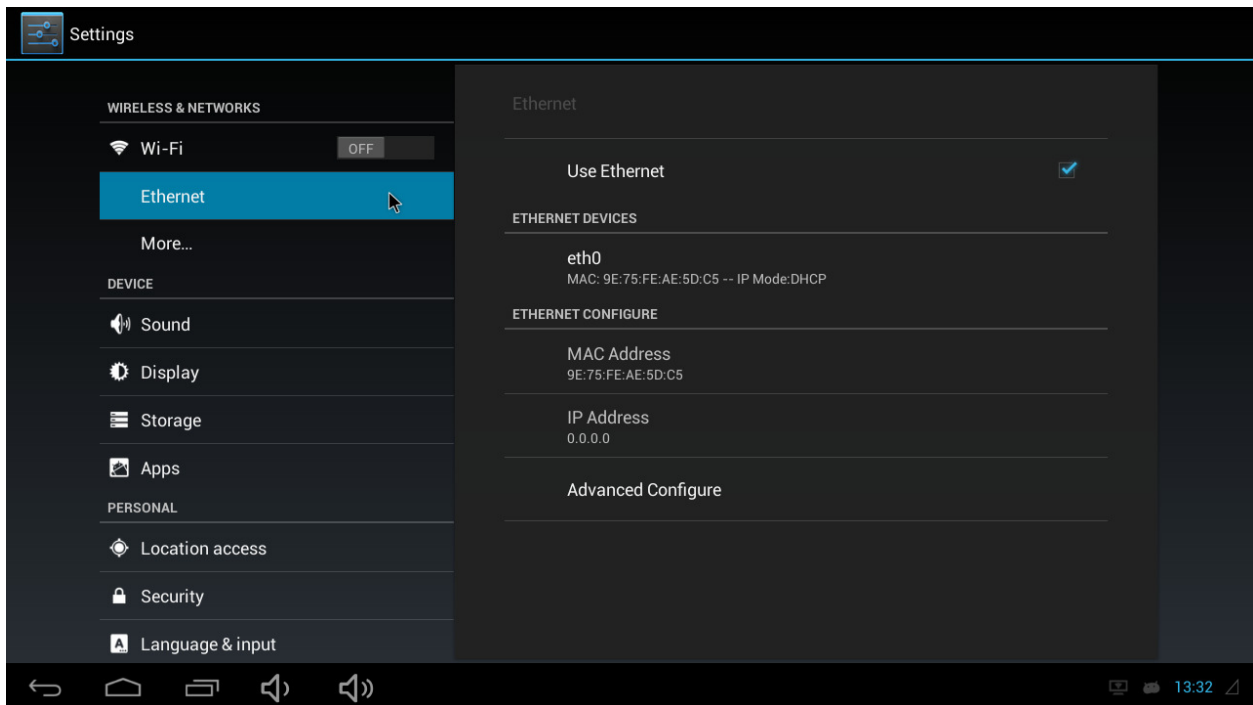 Settings
WIRELESS & NETWORKS
Wi-Fi OFF
Ethernet
More...
DEVICE
Sound
Display
Storage
Apps
PERSONAL
Location access
Security
A Language & input
Ethernet
Use Ethernet
ETHERNET DEVICES
eth0
MAC: 9E:75:FE:AE:5D:C5 -- IP Mode:DHCP
ETHERNET CONFIGURE
MAC Address
9E:75:FE:AE:5D:C5
IP Address
0.0.0.0
Advanced Configure
13:32